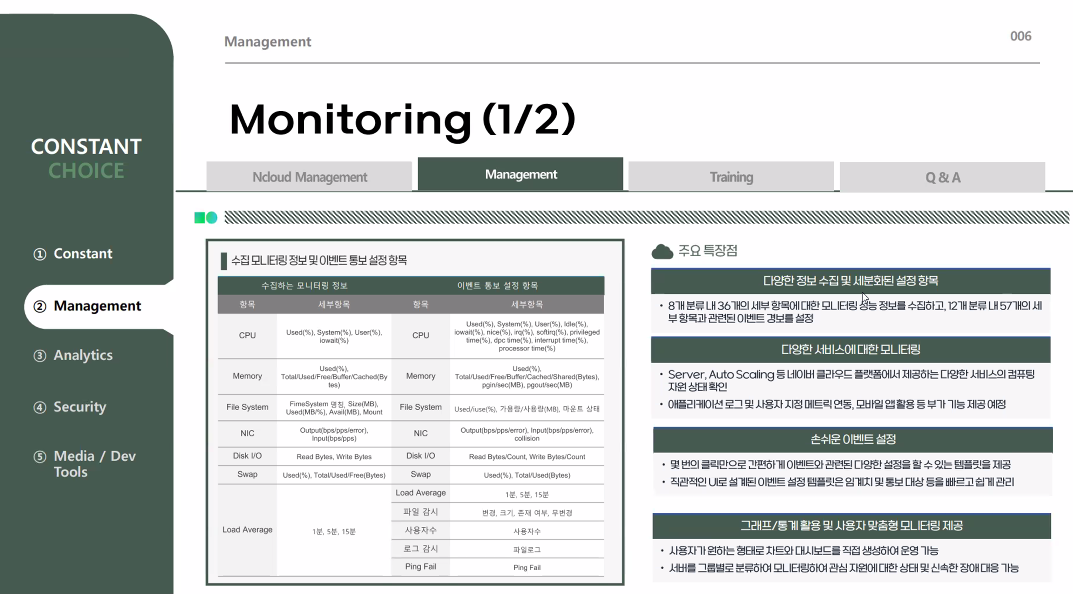 Management
006
Monitoring (1/2)
CONSTANT
CHOICE
① Constant
② Management
③ Analytics
④ Security
⑤ Media / Dev
Tools
Ncloud Management
Management
Training
Q & A
수집 모니터링 정보 및 이벤트 통보 설정 항목
수집하는 모니터링 정보 이벤트 통보 설정 항목
항목 세부항목 항목 세부항목
CPU
Used(%), System(%), User(%),
iowait(%)
CPU
Used(%), System(%), User(%), Idle(%),
iowait(%), nice(%), irq(%), softirq(%), privileged
time(%), dpc time(%), interrupt time(%),
processor time(%)
Memory
Used(%),
Total/Used/Free/Buffer/Cached(By
tes)
Memory
Used(%),
Total/Used/Free/Buffer/Cached/Shared(Bytes),
pgin/sec(MB), pgout/sec(MB)
File System
FimeSystem 명칭, Size(MB),
Used(MB/%), Avail(MB), Mount
File System
Used/iuse(%), 가용량/사용량(MB), 마운트 상태
NIC
Output(bps/pps/error),
Input(bps/pps)
NIC
Output(bps/pps/error), Input(bps/pps/error),
collision
Disk I/O Read Bytes, Write Bytes Disk I/O Read Bytes/Count, Write Bytes/Count
Swap Used(%), Total/Used/Free(Bytes) Swap Used(%), Total/Used(Bytes)
Load Average 1분, 5분, 15분
Load Average 1분, 5분, 15분
파일 감시 변경, 크기, 존재 여부, 무변경
사용자수 사용자수
로그 감시 파일로그
Ping Fail Ping Fail
주요 특장점
다양한 정보 수집 및 세분화된 설정 항목
• 8개 분류 내 36개의 세부 항목에 대한 모니터링 성능 정보를 수집하고, 12개 분류 내 57개의 세
부 항목과 관련된 이벤트 경보를 설정
다양한 서비스에 대한 모니터링
• Server, Auto Scaling 등 네이버 클라우드 플랫폼에서 제공하는 다양한 서비스의 컴퓨팅
자원 상태 확인
• 애플리케이션 로그 및 사용자 지정 메트릭 연동, 모바일 앱 활용 등 부가 기능 제공 예정
손쉬운 이벤트 설정
• 몇 번의 클릭만으로 간편하게 이벤트와 관련된 다양한 설정을 할 수 있는 템플릿을 제공
• 직관적인 UI로 설계된 이벤트 설정 템플릿은 임계치 및 통보 대상 등을 빠르고 쉽게 관리
그래프/통계 활용 및 사용자 맞춤형 모니터링 제공
• 사용자가 원하는 형태로 차트와 대시보드를 직접 생성하여 운영 가능
• 서버를 그룹별로 분류하여 모니터링하여 관심 자원에 대한 상태 및 신속한 장애 대응 가능